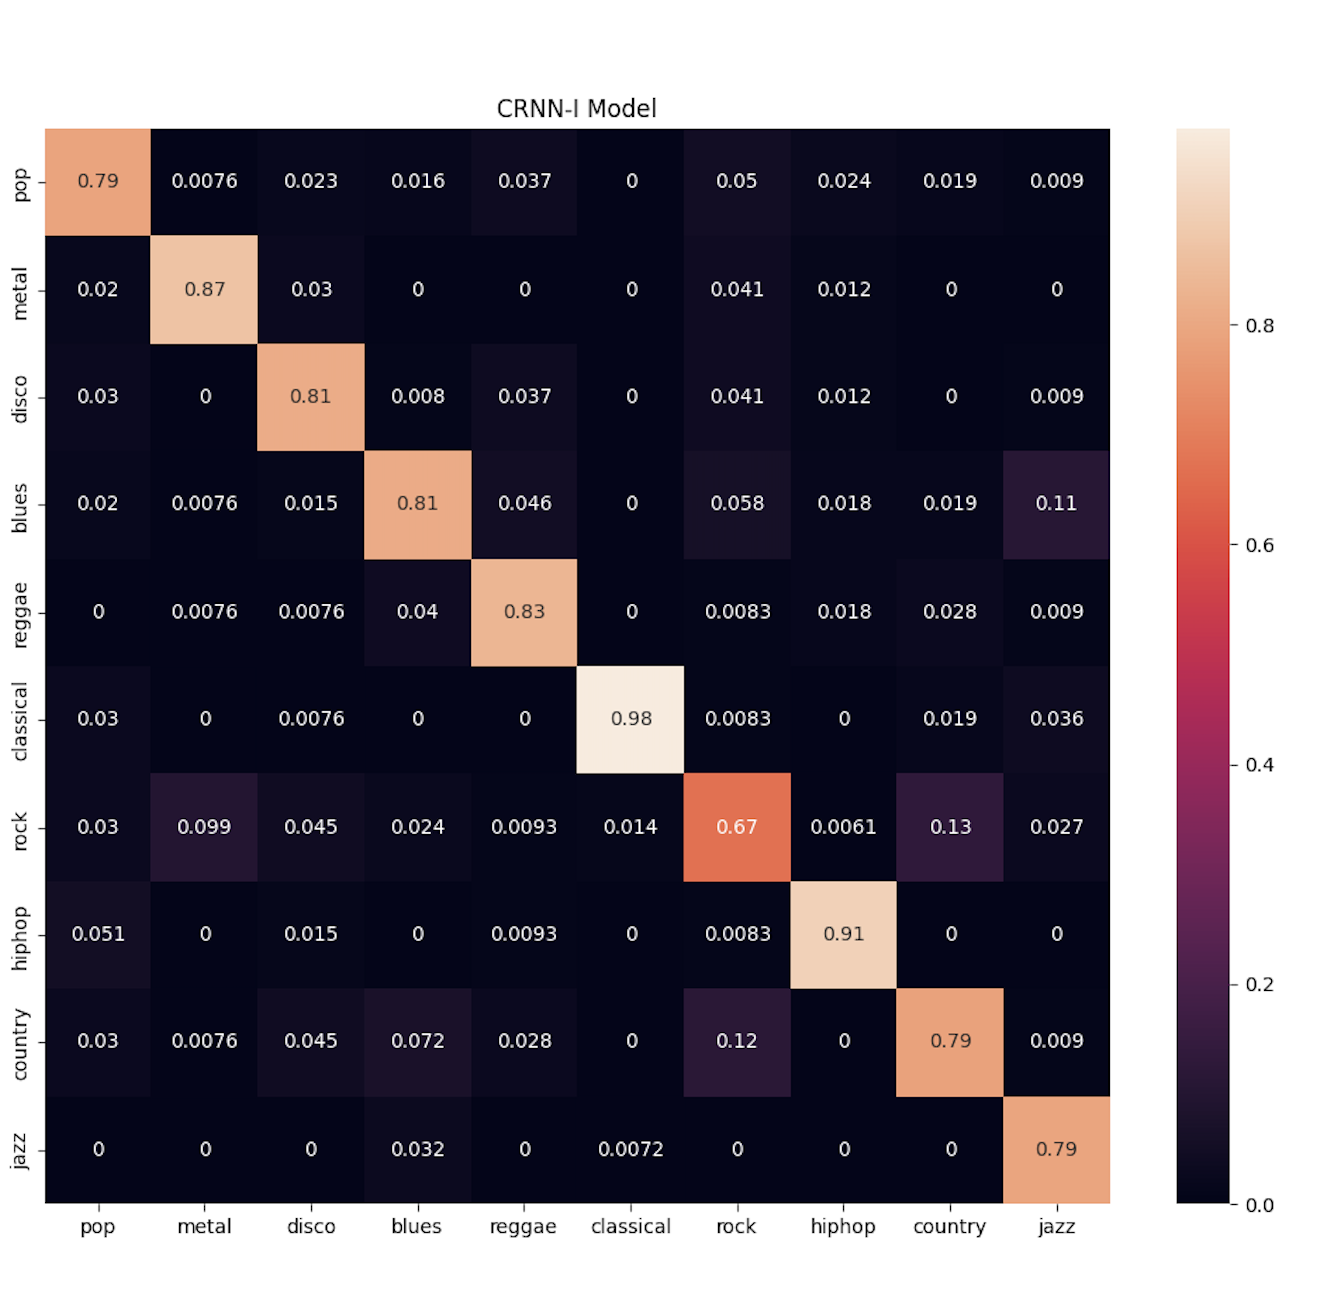 CRNN-I Model
pop 0.79 0.0076 0.023 0.016 0.037 0 0.05 0.024 0.019 0.009
metal 0.02 0.87 0.03 0 0 0 0.041 0.012 0 0
disco 0.03 0 0.81 0.008 0.037 0 0.041 0.012 0 0.009
blues 0.02 0.0076 0.015 0.81 0.046 0 0.058 0.018 0.019 0.11
reggae 0 0.0076 0.0076 0.04 0.83 0 0.0083 0.018 0.028 0.009
classical 0.03 0 0.0076 0 0 0.98 0.0083 0 0.019 0.036
rock 0.03 0.099 0.045 0.024 0.0093 0.014 0.67 0.0061 0.13 0.027
hiphop 0.051 0 0.015 0 0.0093 0 0.0083 0.91 0 0
country 0.03 0.0076 0.045 0.072 0.028 0 0.12 0 0.79 0.009
jazz 0 0 0 0.032 0 0.0072 0 0 0 0.79
pop metal disco blues reggae classical rock hiphop country jazz
0.8
0.6
0.4
0.2
0.0